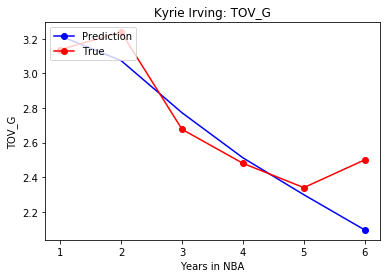 Kyrie Irving: TOV_G
Prediction
True
3.2
3.0
2.8
2.6
2.4
2.2
TOV_G
1 2 3 4 5 6
Years in NBA